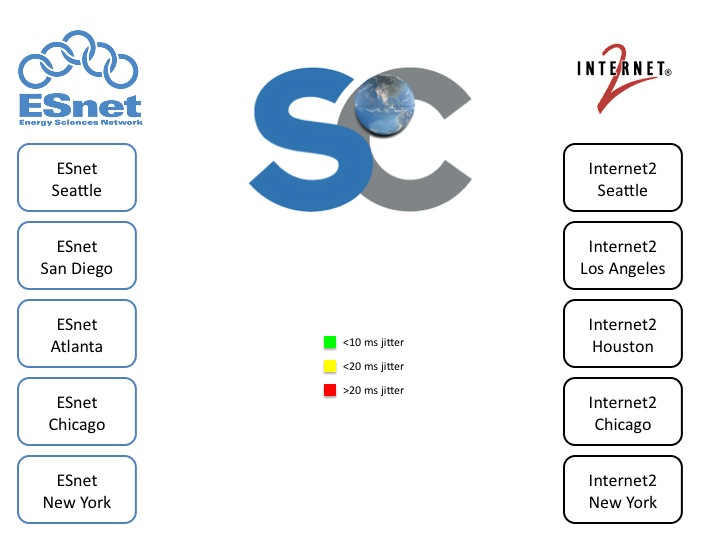 ESnet
Energy Sciences Network
SC
INTERNET®
2
ESnet
Seattle
ESnet
San Diego
ESnet
Atlanta
ESnet
Chicago
ESnet
New York
<10 ms jitter
<20 ms jitter
>20 ms jitter
Internet2
Seattle
Internet2
Los Angeles
Internet2
Houston
Internet2
Chicago
Internet2
New York